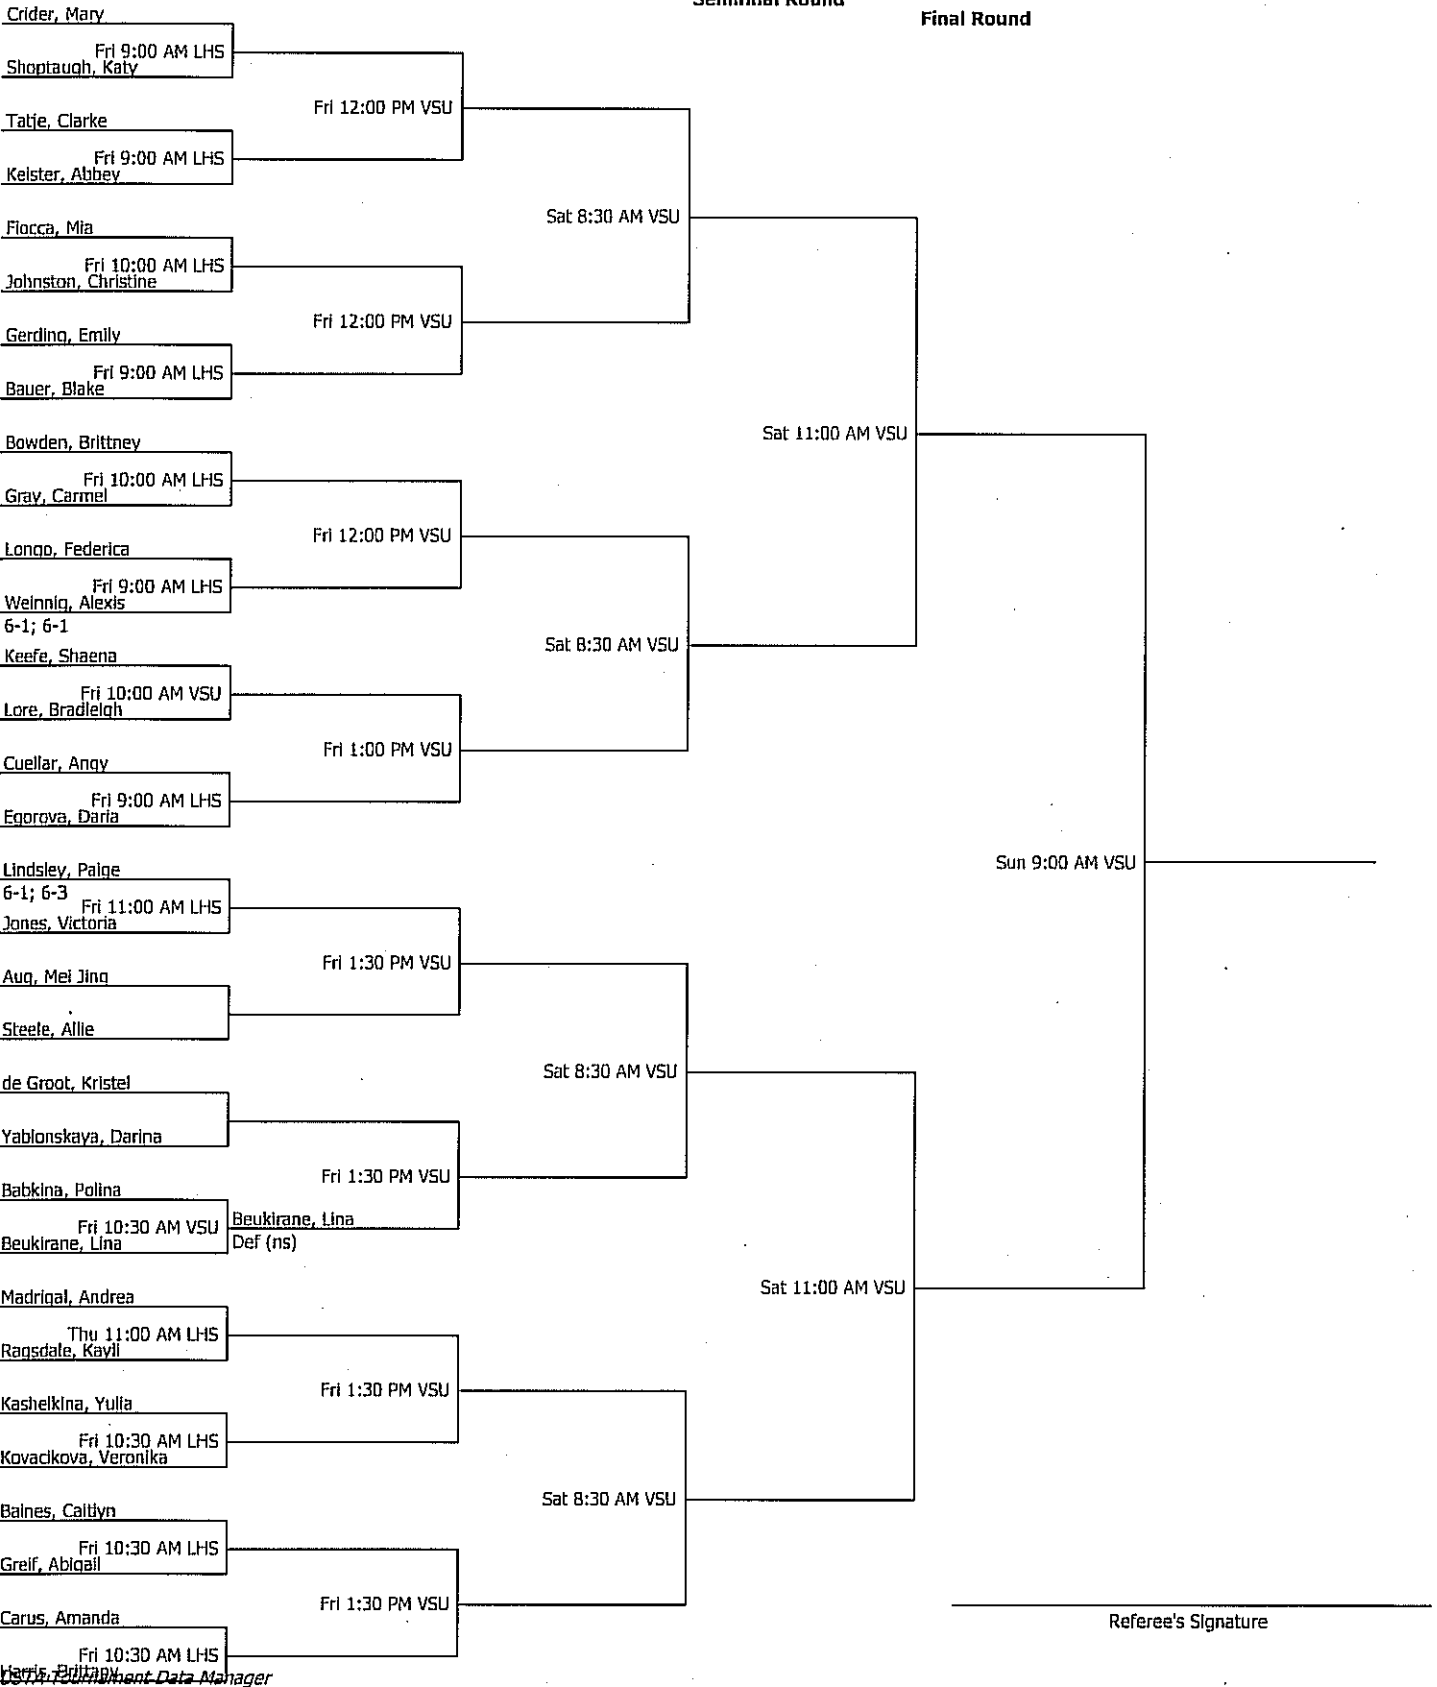 Semifinal Round
Final Round
Crider, Mary
Fri 9:00 AM LHS
Shoptaugh, Katy
Fri 12:00 PM VSU
Tatje, Clarke
Fri 9:00 AM LHS
Keister, Abbey
Sat 8:30 AM VSU
Fiocca, Mia
Fri 10:00 AM LHS
Johnston, Christine
Fri 12:00 PM VSU
Gerding, Emily
Fri 9:00 AM LHS
Bauer, Blake
Sat 11:00 AM VSU
Bowden, Brittney
Fri 10:00 AM LHS
Gray, Carmel
Fri 12:00 PM VSU
Longo, Federica
Fri 9:00 AM LHS
Weinnig, Alexis
6-1; 6-1
Sat 8:30 AM VSU
Keefe, Shaena
Fri 10:00 AM VSU
Lore, Bradleigh
Fri 1:00 PM VSU
Cuellar, Angy
Fri 9:00 AM LHS
Egorova, Daria
Sun 9:00 AM VSU
Lindsley, Paige
6-1; 6-3
Fri 11:00 AM LHS
Jones, Victoria
Fri 1:30 PM VSU
Aug, Mei Jing
Steele, Allie
Sat 8:30 AM VSU
de Groot, Kristel
Yablonskaya, Darina
Fri 1:30 PM VSU
Babkina, Polina
Fri 10:30 AM VSU
Beukirane, Lina
Beukirane, Lina
Def (ns)
Sat 11:00 AM VSU
Madrigal, Andrea
Thu 11:00 AM LHS
Ragsdale, Kayli
Fri 1:30 PM VSU
Kashelkina, Yulia
Fri 10:30 AM LHS
Kovacikova, Veronika
Sat 8:30 AM VSU
Baines, Caitlyn
Fri 10:30 AM LHS
Greif, Abigail
Fri 1:30 PM VSU
Carus, Amanda
Fri 10:30 AM LHS
Harris, Brittany
USTA Tournament Data Manager
Referee's Signature